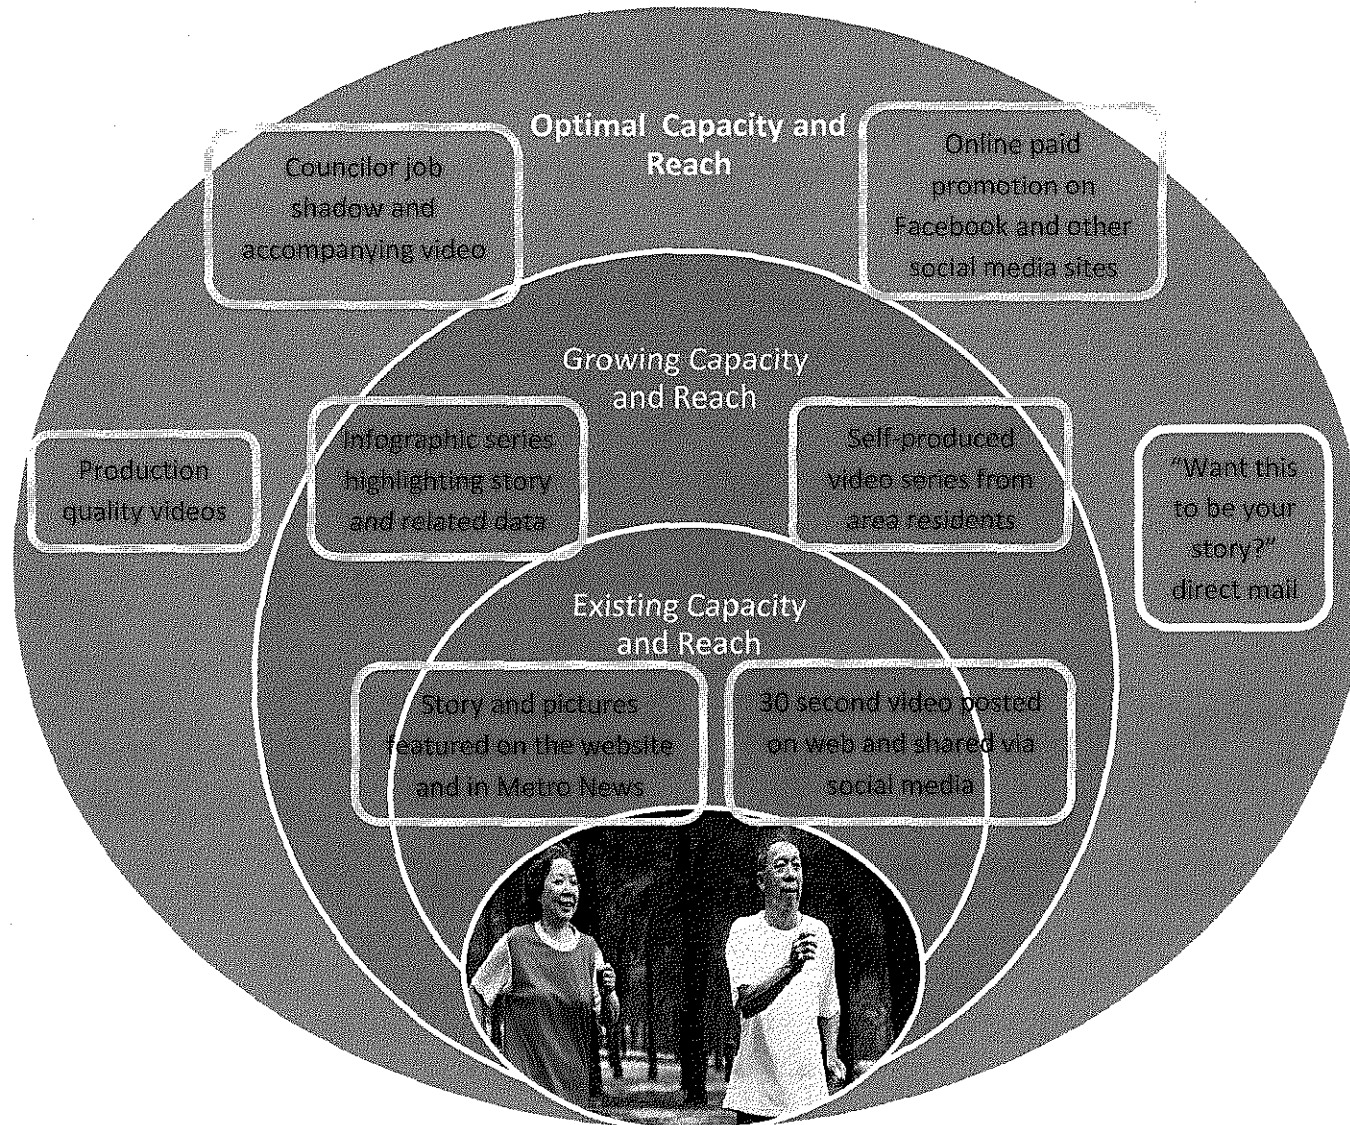 Optimal Capacity and
Reach
Councilor job
shadow and
accompanying video
Online paid
promotion on
Facebook and other
social media sites
Growing Capacity
and Reach
Production
quality videos
Infographic series
highlighting story
and related data
Self-produced
video series from
area residents
"Want this
to be your
story?"
direct mail
Existing Capacity
and Reach
Story and pictures
featured on the website
and in Metro News
30 second video posted
on web and shared via
social media